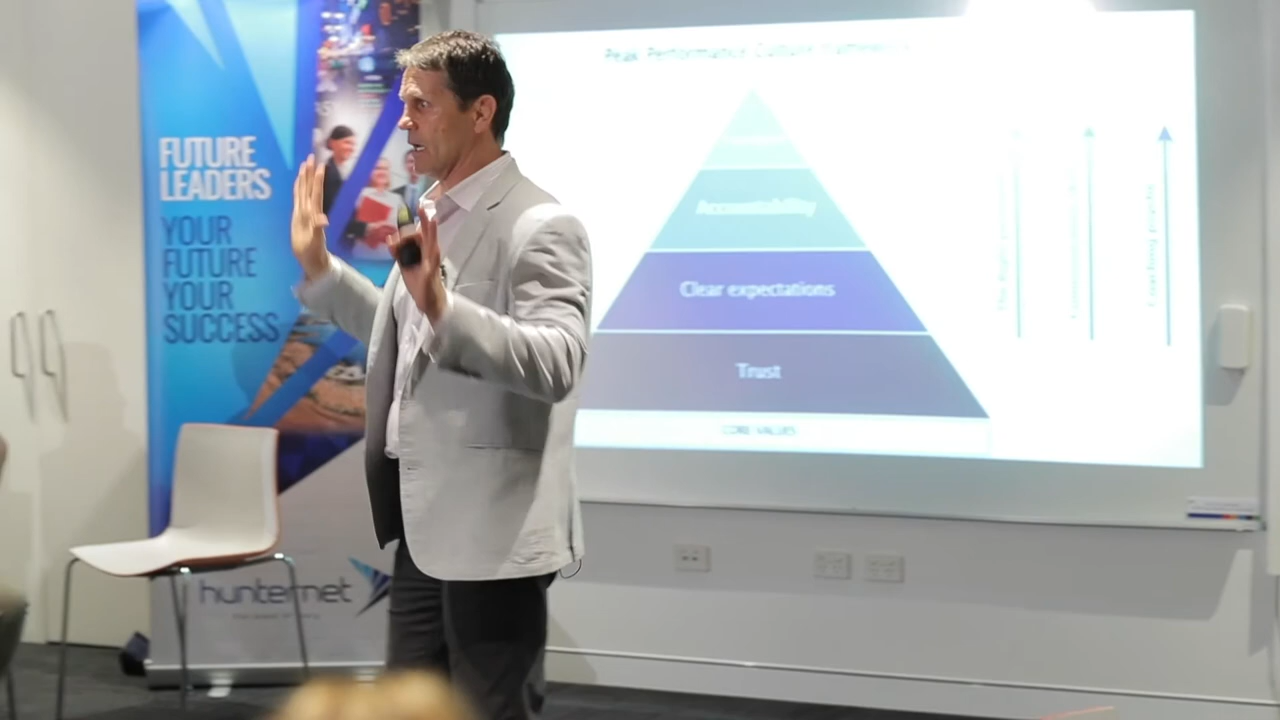 FUTURE
LEADERS
YOUR
FUTURE
YOUR
SUCCESS
hunternet
Peak Performance Culture Framework
Accountability
Clear expectations
Trust
CORE VALUES